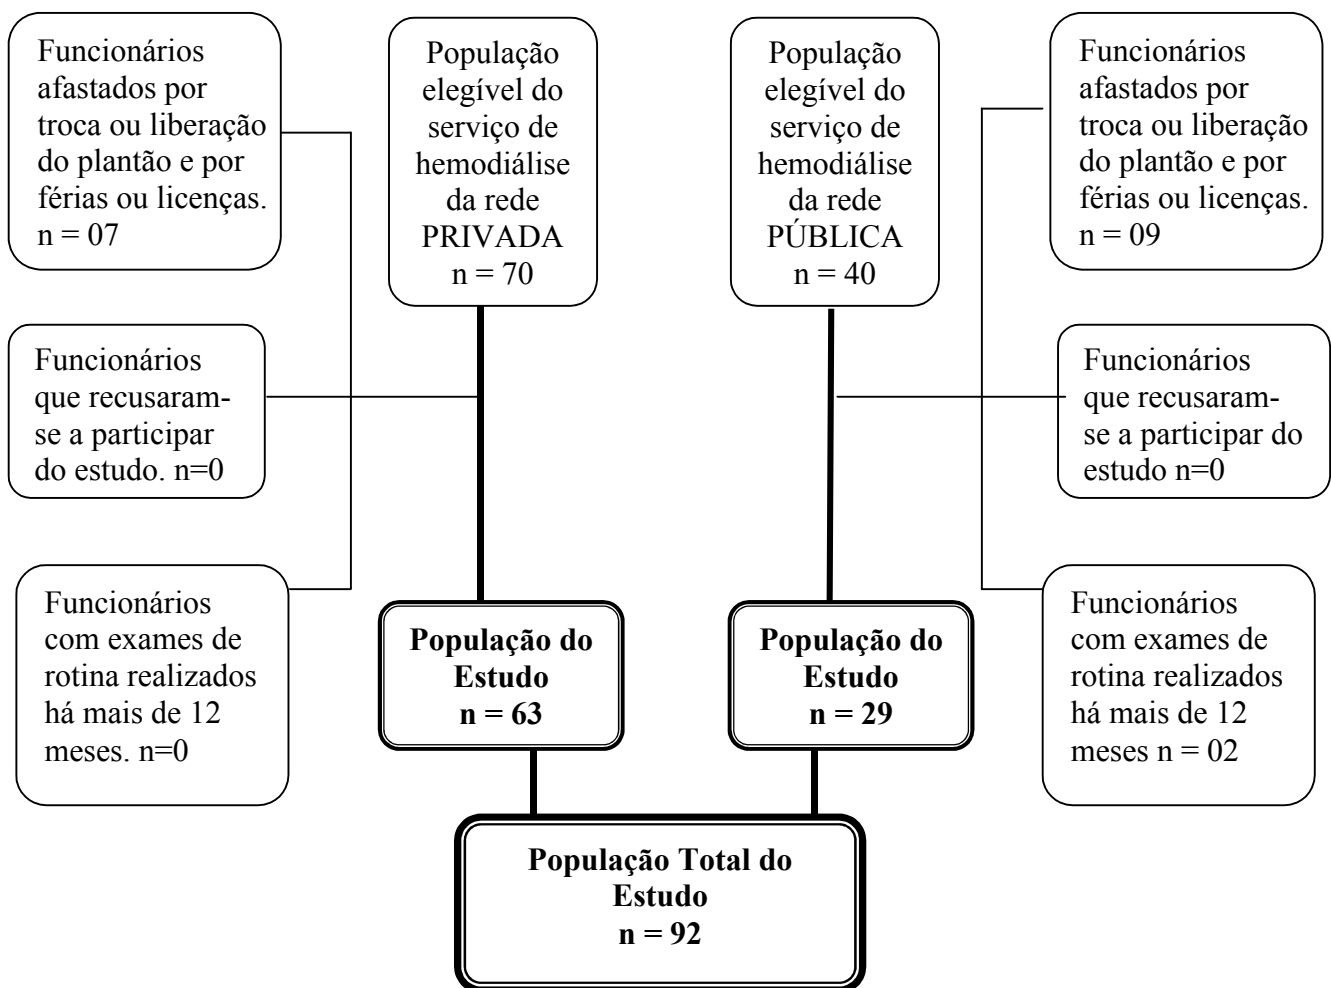 Funcionários
afastados por
troca ou liberação
do plantão e por
férias ou licenças.
n = 07
População
elegível do
serviço de
hemodiálise
da rede
PRIVADA
n = 70
População
elegível do
serviço de
hemodiálise
da rede
PÚBLICA
n = 40
Funcionários
afastados por
troca ou liberação
do plantão e por
férias ou licenças.
n = 09
Funcionários
que recusaram-
se a participar
do estudo. n=0
Funcionários
que recusaram-
se a participar do
estudo n=0
Funcionários
com exames de
rotina realizados
há mais de 12
meses. n=0
População do
Estudo
n = 63
População do
Estudo
n = 29
Funcionários
com exames de
rotina realizados
há mais de 12
meses n = 02
População Total do
Estudo
n = 92